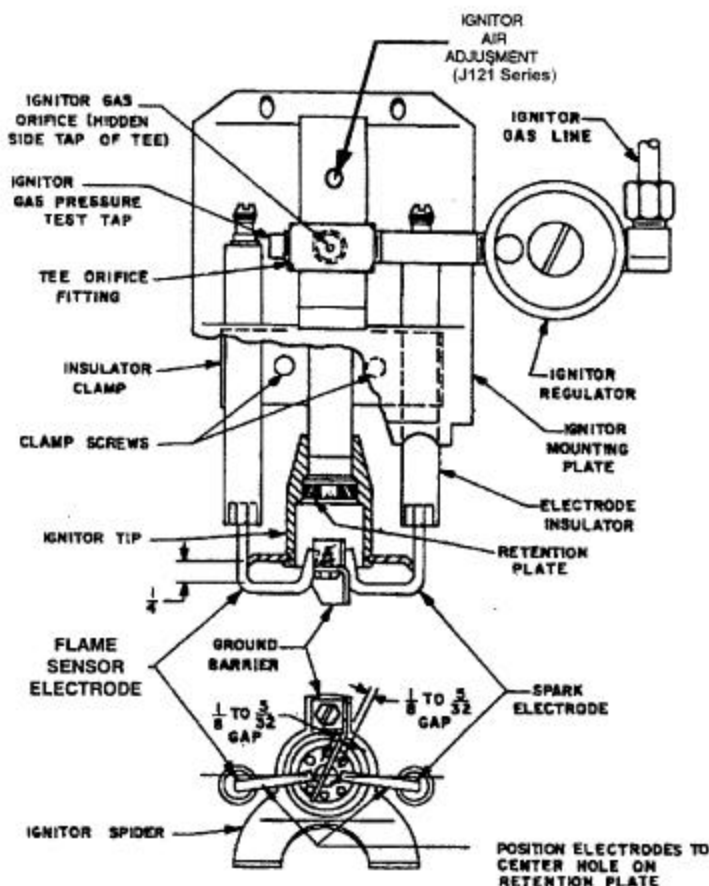 IGNITOR
AIR
ADJUSMENT
(J121 Series)
IGNITOR GAS
ORIFICE (HIDDEN
SIDE TAP OF TEE)
IGNITOR
GAS LINE
IGNITOR
GAS PRESSURE
TEST TAP
TEE ORIFICE
FITTING
INSULATOR
CLAMP
IGNITOR
REGULATOR
CLAMP SCREWS
IGNITOR
MOUNTING
PLATE
ELECTRODE
INSULATOR
IGNITOR TIP
RETENTION
PLATE
1/4
FLAME
SENSOR
ELECTRODE
GROUND
BARRIER
SPARK
ELECTRODE
1/8 TO 5/32
GAP
1/8 TO 5/32
GAP
IGNITOR SPIDER
POSITION ELECTRODES TO
CENTER HOLE ON
RETENTION PLATE